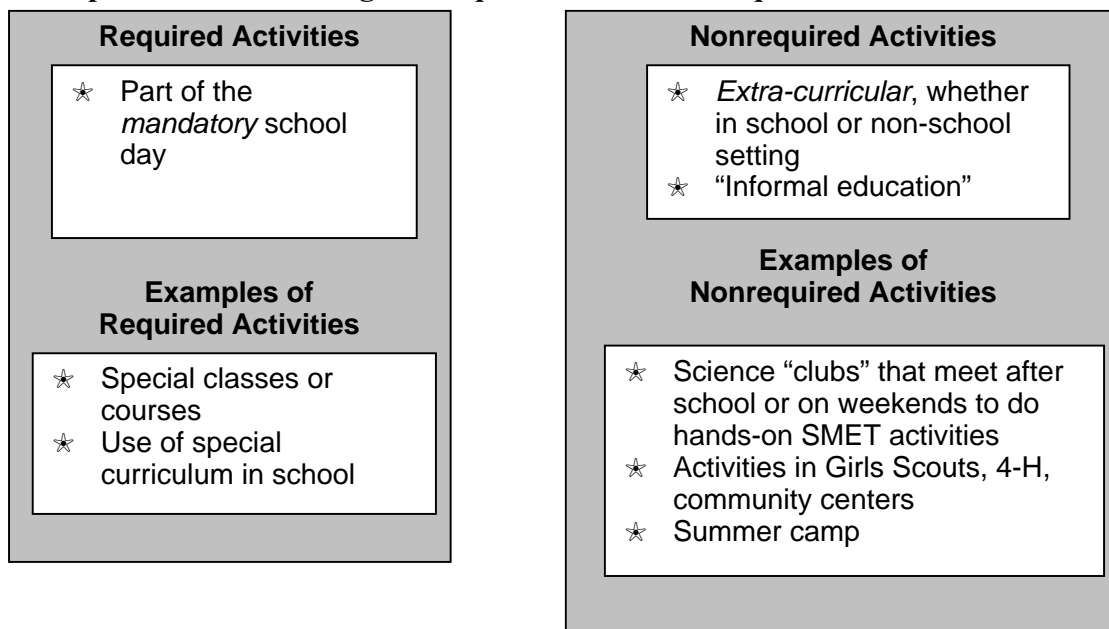 Required Activities
✯ Part of the
mandatory school
day
Examples of
Required Activities
✯ Special classes or
courses
✯ Use of special
curriculum in school
Nonrequired Activities
✯ Extra-curricular, whether
in school or non-school
setting
✯ “Informal education”
Examples of
Nonrequired Activities
✯ Science “clubs” that meet after
school or on weekends to do
hands-on SMET activities
✯ Activities in Girls Scouts, 4-H,
community centers
✯ Summer camp